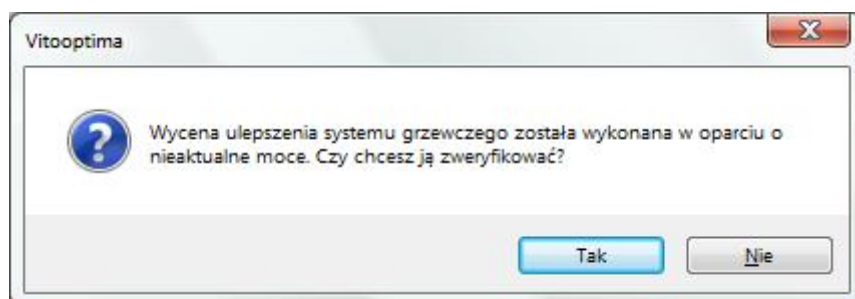 Vitooptima
Wycena ulepszenia systemu grzewczego została wykonana w oparciu o
nieaktualne moce. Czy chcesz ją zweryfikować?
Tak
Nie